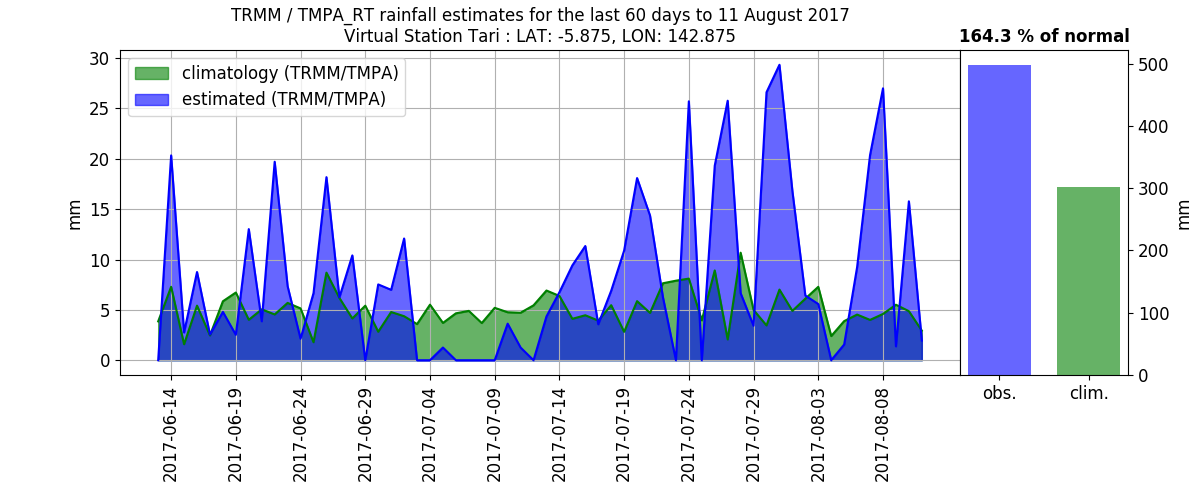 TRMM / TMPA_RT rainfall estimates for the last 60 days to 11 August 2017
Virtual Station Tari : LAT: -5.875, LON: 142.875
164.3 % of normal
climatology (TRMM/TMPA)
estimated (TRMM/TMPA)
30
25
20
15
10
5
0
mm
2017-06-14
2017-06-19
2017-06-24
2017-06-29
2017-07-04
2017-07-09
2017-07-14
2017-07-19
2017-07-24
2017-07-29
2017-08-03
2017-08-08
500
400
300
200
100
0
mm
obs.
clim.